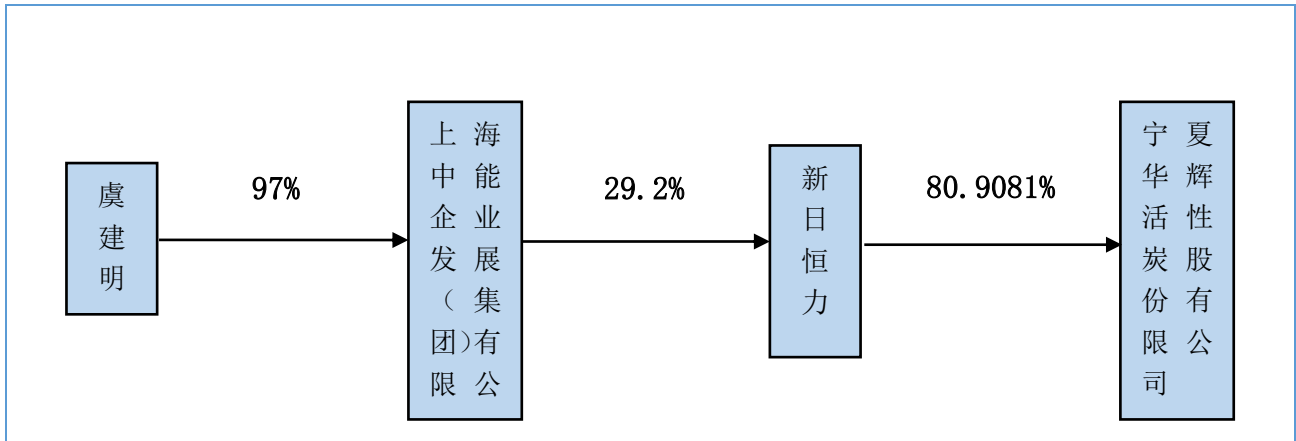 虞
建
明
97%
上海
中能
企业
发展
（集
团）有
限公
29.2%
新
日
恒
力
80.9081%
宁夏
华辉
活性
炭股
份有
限公
司